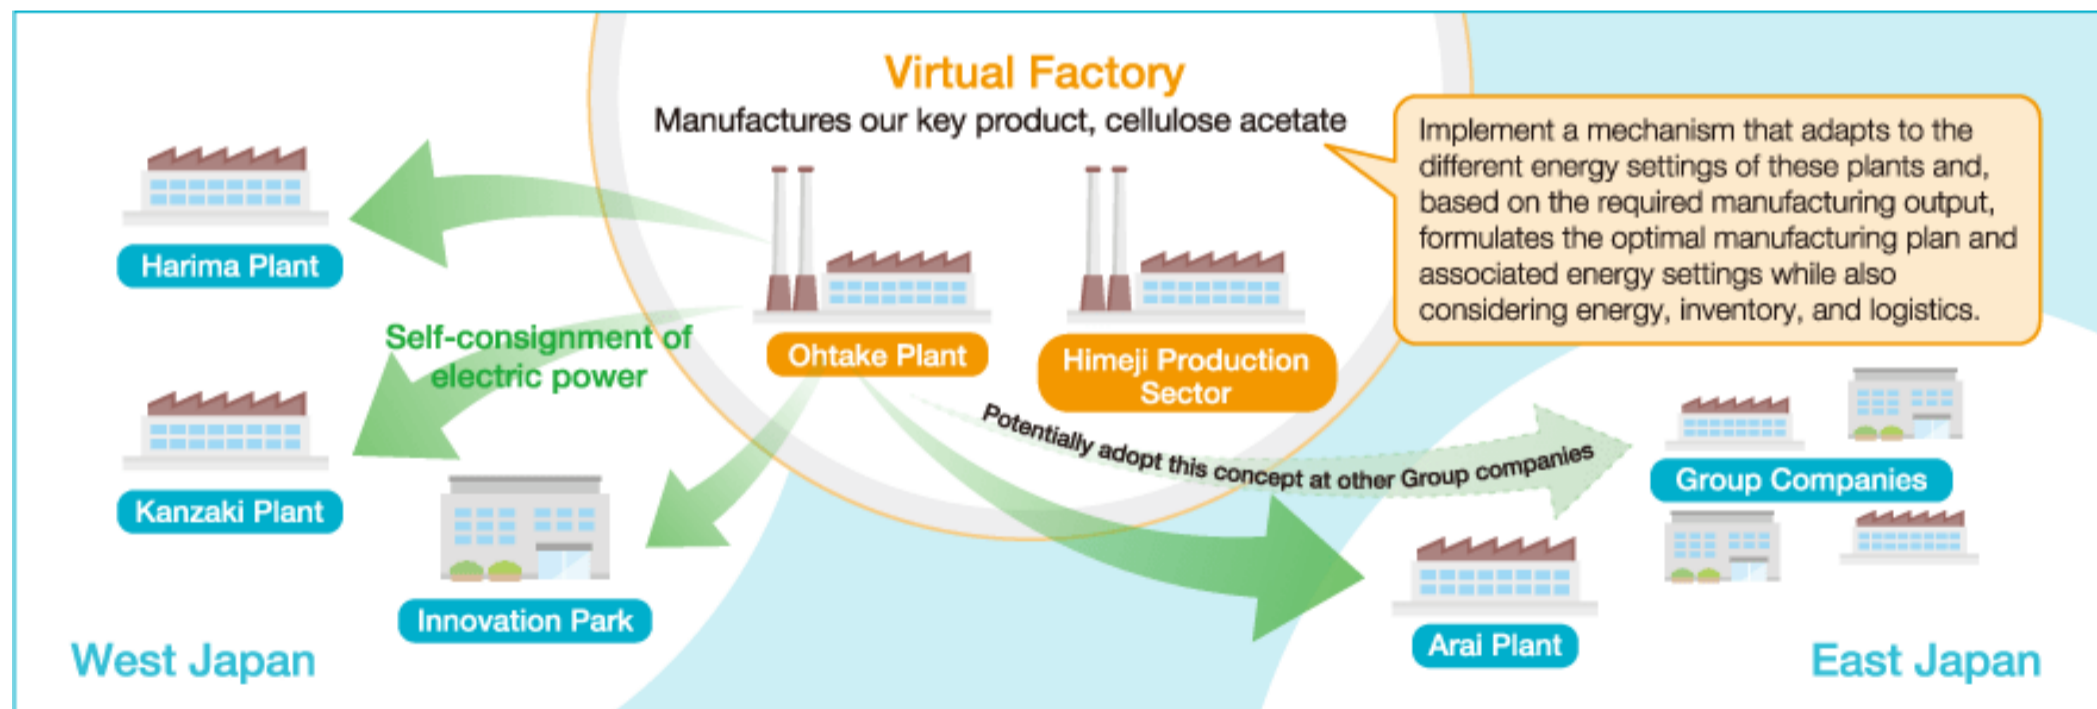 Virtual Factory
Manufactures our key product, cellulose acetate
Implement a mechanism that adapts to the
different energy settings of these plants and,
based on the required manufacturing output,
formulates the optimal manufacturing plan and
associated energy settings while also
considering energy, inventory, and logistics.
Harima Plant
Self-consignment of
electric power
Ohtake Plant
Himeji Production
Sector
Potentially adopt this concept at other Group companies
Group Companies
Kanzaki Plant
Innovation Park
Arai Plant
West Japan
East Japan